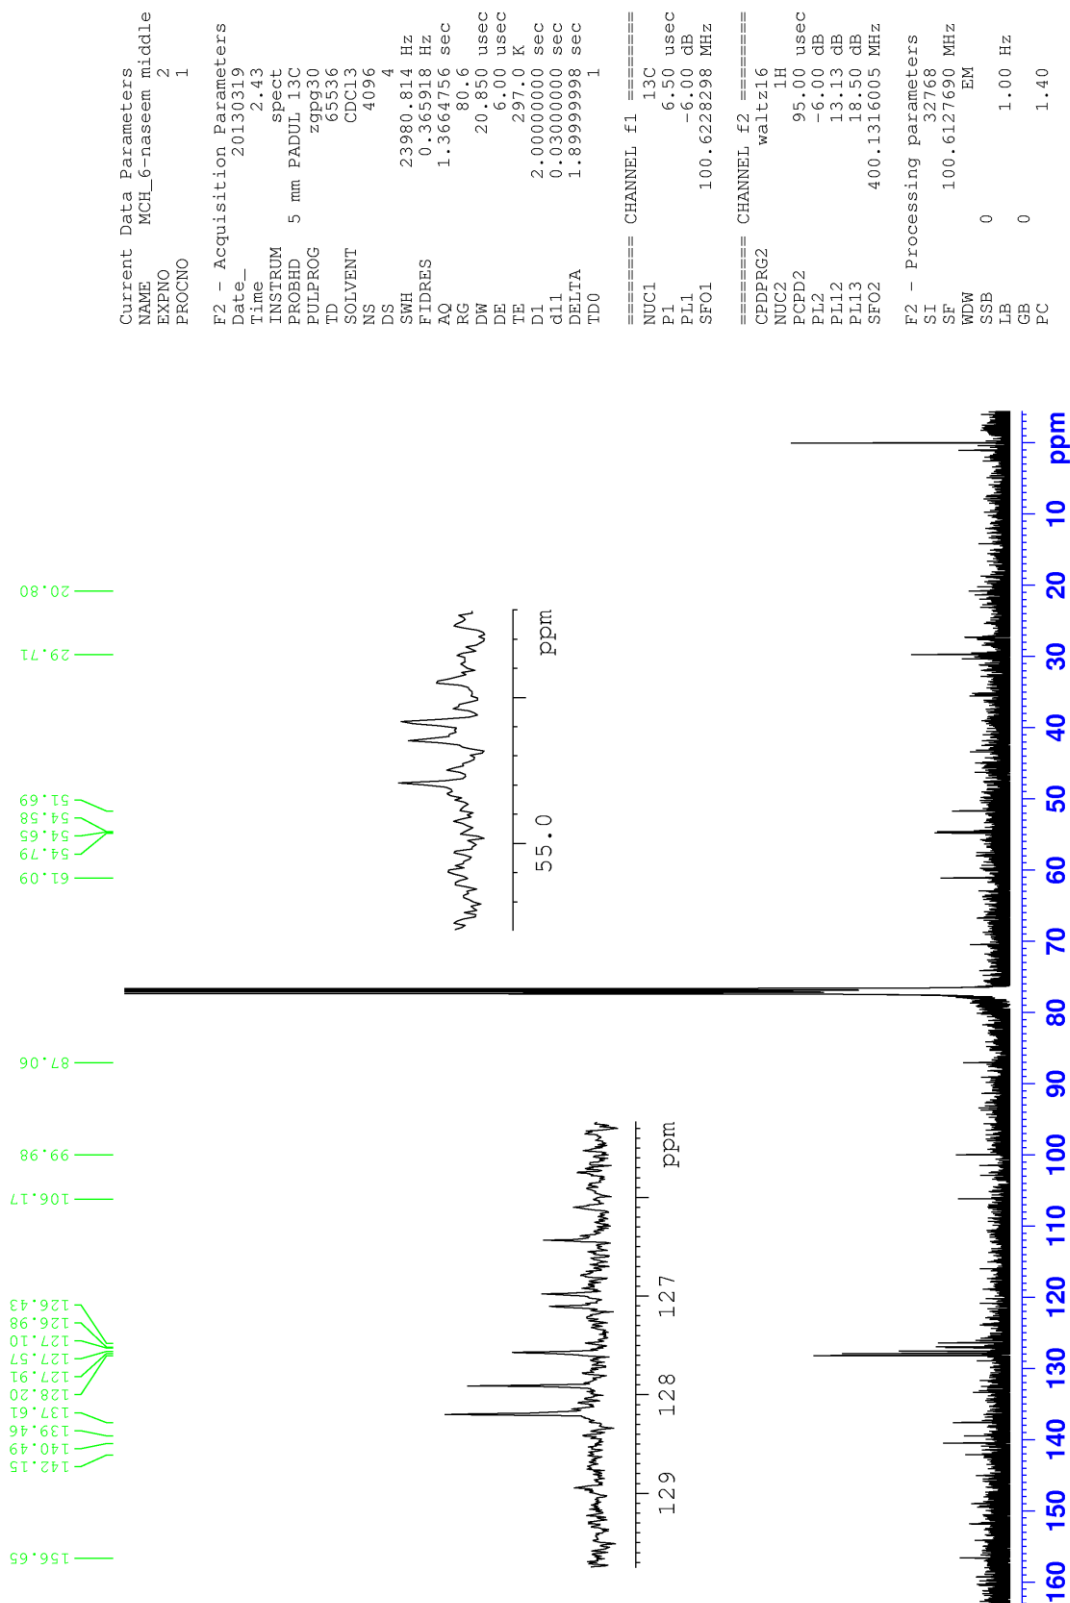 Current Data Parameters
NAME MCH_6-naseem middle
EXPNO 2
PROCNO 1
F2 - Acquisition Parameters
Date_ 20130319
Time 2.43
INSTRUM spect
PROBHD 5 mm PADUL 13C
PULPROG zgpg30
TD 65536
SOLVENT CDCl3
NS 4096
DS 4
SWH 23980.814 Hz
FIDRES 0.365918 Hz
AQ 1.3664756 sec
RG 80.6
DW 20.850 usec
DE 6.00 usec
TE 297.0 K
D1 2.00000000 sec
d11 0.03000000 sec
DELTA 1.89999998 sec
TD0 1
======== CHANNEL f1 ========
NUC1 13C
P1 6.50 usec
PL1 -6.00 dB
SFO1 100.6228298 MHz
======== CHANNEL f2 ========
CPDPRG2 waltz16
NUC2 1H
PCPD2 95.00 usec
PL2 -6.00 dB
PL12 13.13 dB
PL13 18.50 dB
SFO2 400.1316005 MHz
F2 - Processing parameters
SI 32768
SF 100.6127690 MHz
WDW EM
SSB 0
LB 1.00 Hz
GB 0
PC 1.40
156.65
142.15
140.49
139.46
137.61
128.20
127.91
127.57
127.10
126.98
126.43
106.17
99.98
87.06
61.09
54.79
54.65
54.58
51.69
29.71
20.80
55.0 ppm
129 128 127 ppm
160 150 140 130 120 110 100 90 80 70 60 50 40 30 20 10 ppm